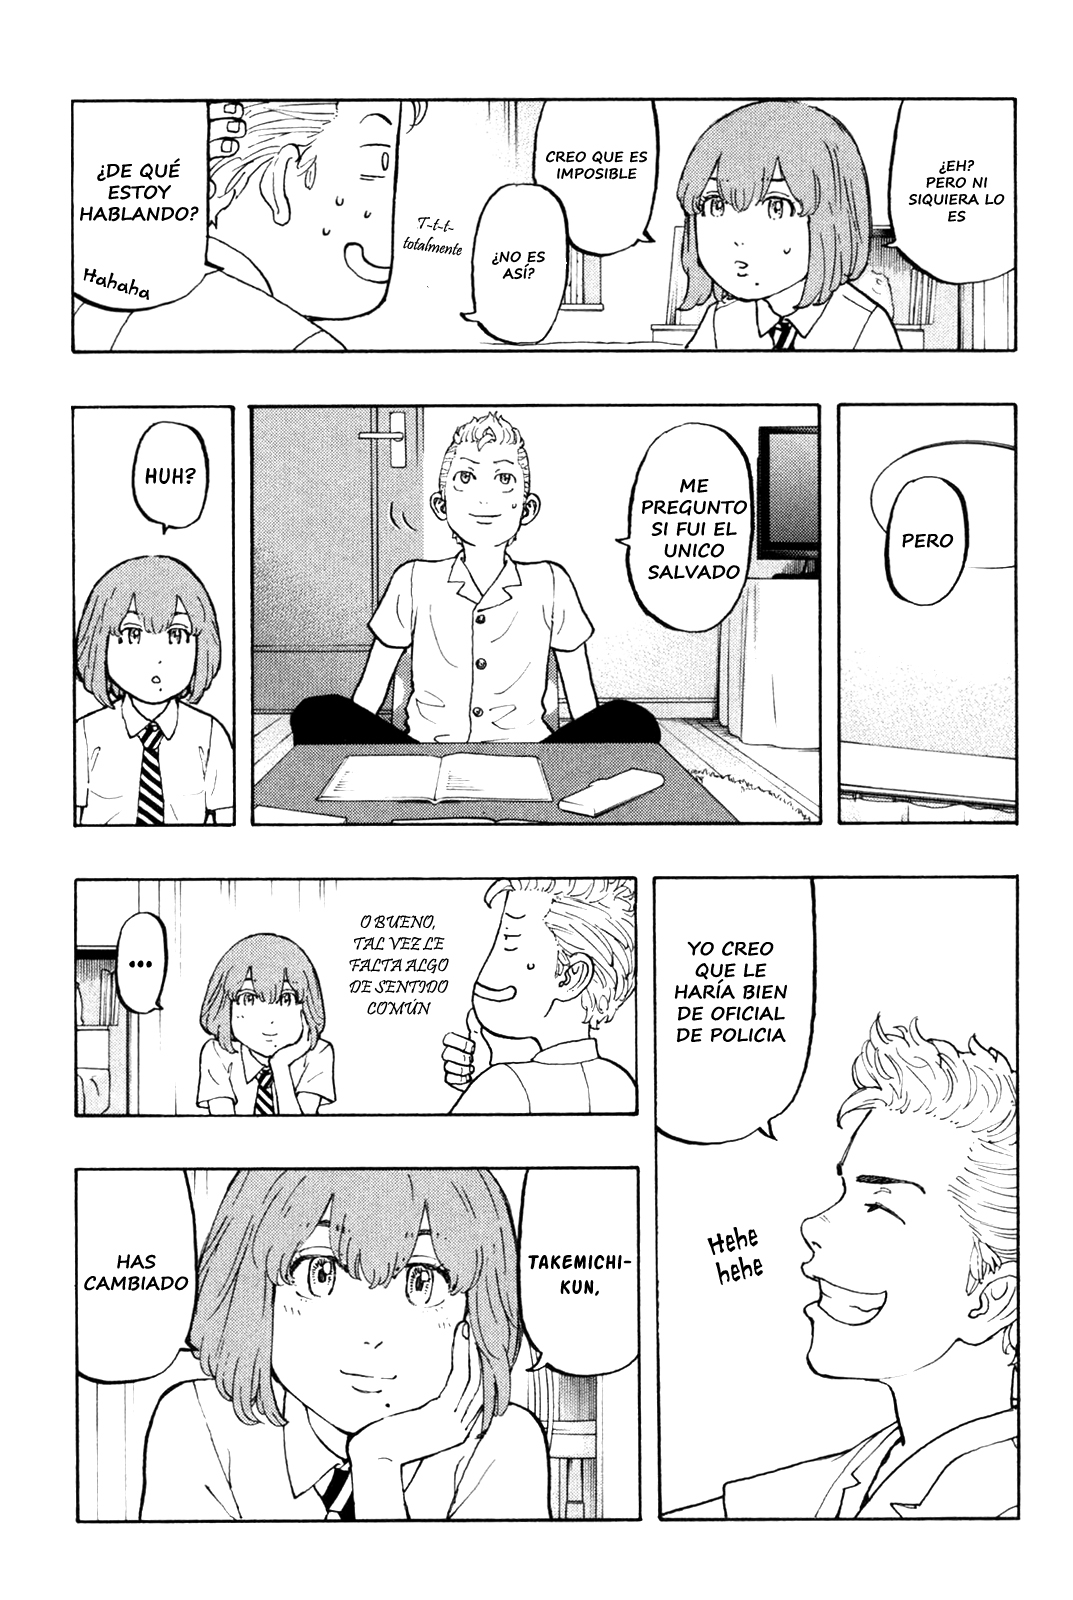 ¿EH?
PERO NI
SIQUIERA LO
ES
CREO QUE ES
IMPOSIBLE
¿NO ES
ASÍ?
T-t-t-
totalmente
¿DE QUÉ
ESTOY
HABLANDO?
Hahaha
PERO
ME
PREGUNTO
SI FUI EL
UNICO
SALVADO
HUH?
YO CREO
QUE LE
HARÍA BIEN
DE OFICIAL
DE POLICIA
Hehe
hehe
O BUENO,
TAL VEZ LE
FALTA ALGO
DE SENTIDO
COMÚN
...
TAKEMICHI-
KUN,
HAS
CAMBIADO